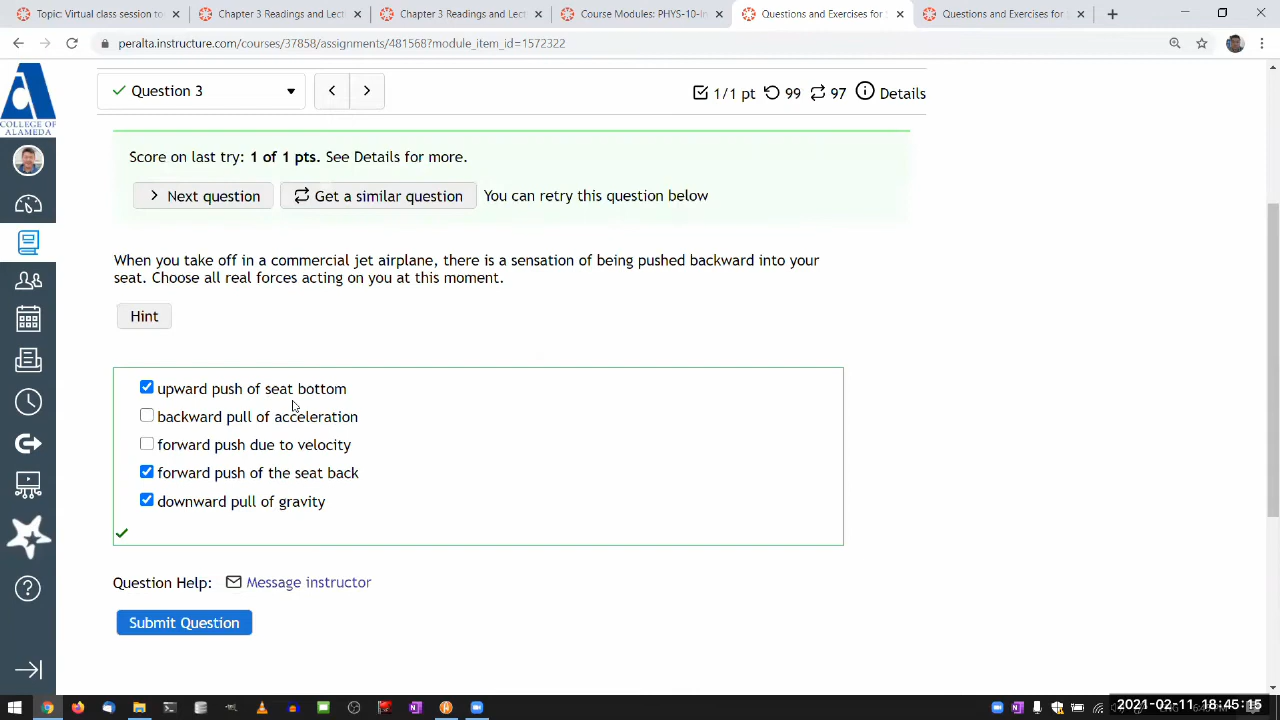 Topic: Virtual class session to
Chapter 3 Readings and Lect
Chapter 3 Readings and Lect
Course Modules: PHYS-10-In
Questions and Exercises for
Questions and Exercises for
peralta.instructure.com/courses/37858/assignments/481568?module_item_id=1572322
COLLEGE OF
ALAMEDA
Question 3
1/1 pt 99 97 Details
Score on last try: 1 of 1 pts. See Details for more.
Next question Get a similar question You can retry this question below
When you take off in a commercial jet airplane, there is a sensation of being pushed backward into your
seat. Choose all real forces acting on you at this moment.
Hint
upward push of seat bottom
backward pull of acceleration
forward push due to velocity
forward push of the seat back
downward pull of gravity
Question Help: Message instructor
Submit Question
2021-02-11 18:45:15